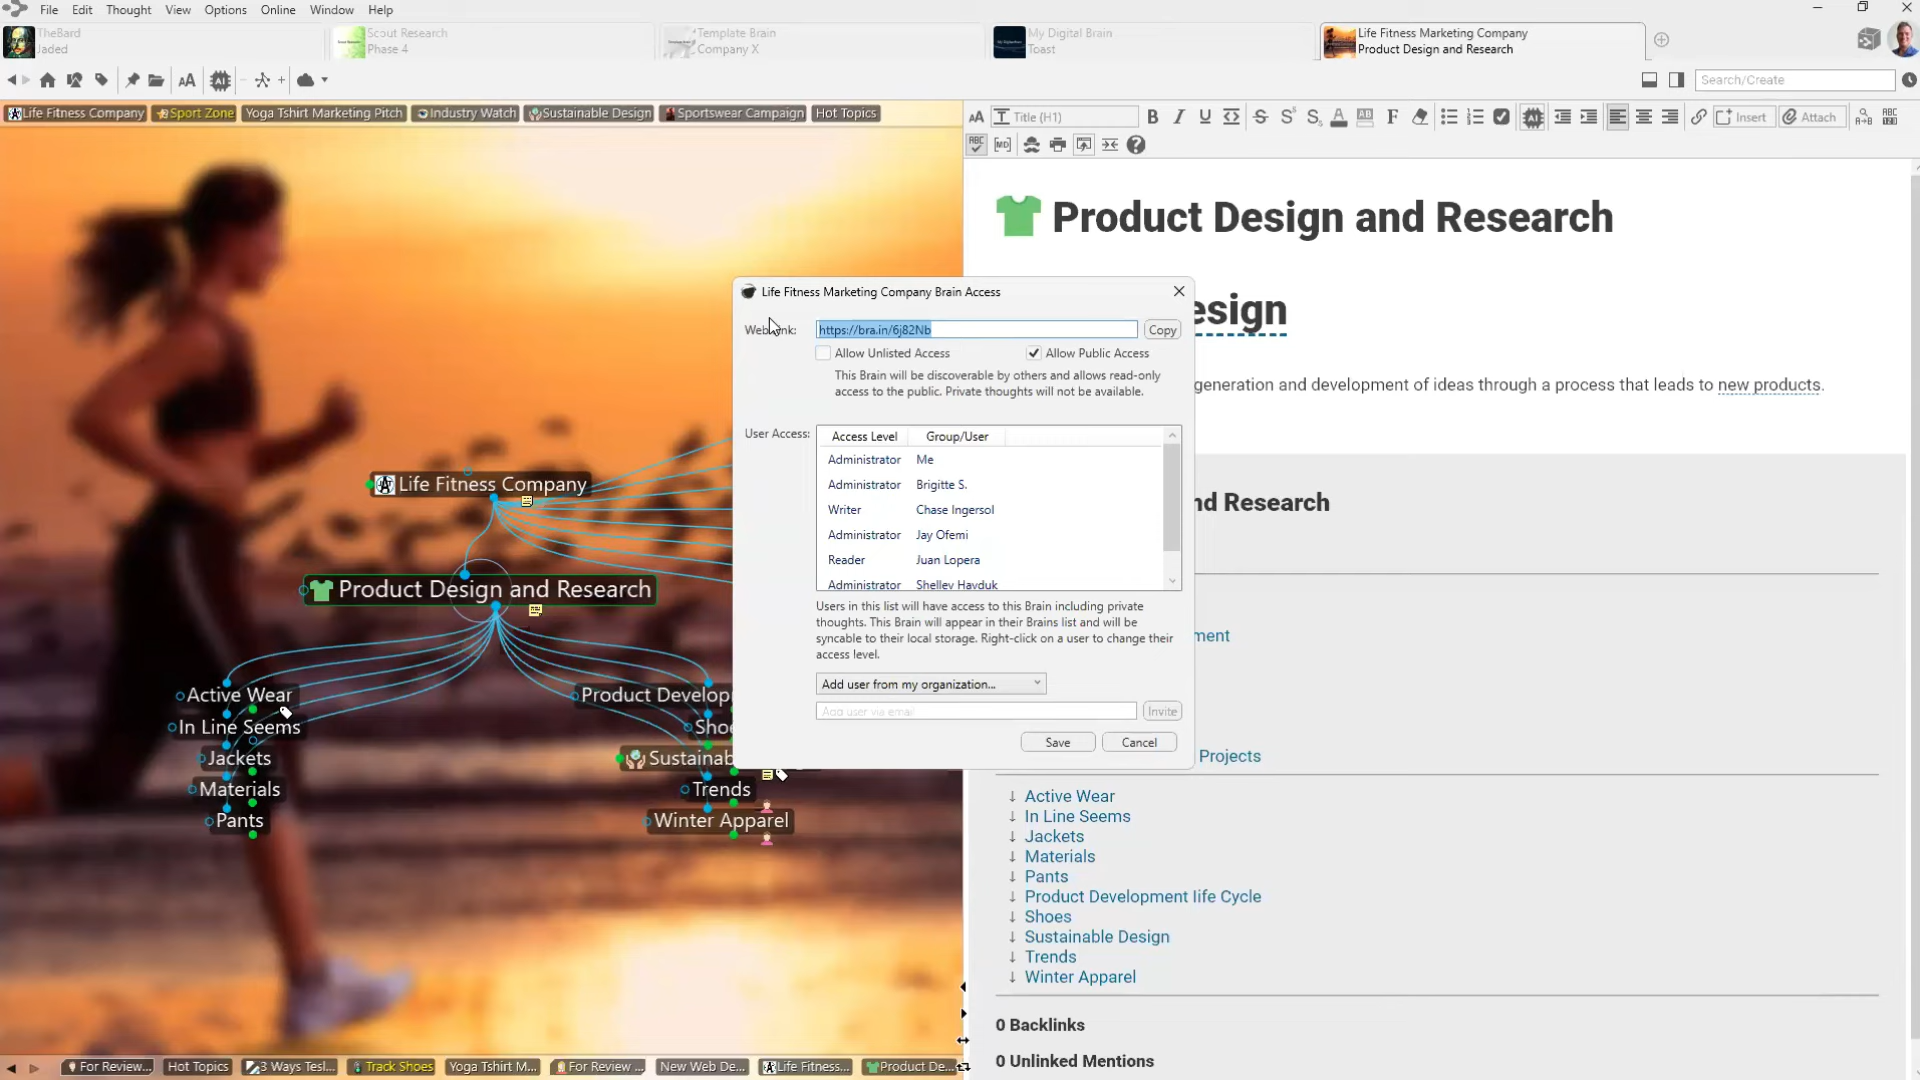 File Edit Thought View Options Online Window Help
TheBard
Jaded
Scout Research
Phase 4
Template Brain
Company X
My Digital Brain
Toast
Life Fitness Marketing Company
Product Design and Research
Search/Create
Life Fitness Company
Sport Zone
Yoga Tshirt Marketing Pitch
Industry Watch
Sustainable Design
Sportswear Campaign
Hot Topics
Title (H1)
Insert
Attach
Product Design and Research
esign
generation and development of ideas through a process that leads to new products.
nd Research
ment
Projects
Life Fitness Marketing Company Brain Access
https://bra.in/6j82Nb
Copy
Allow Unlisted Access
Allow Public Access
This Brain will be discoverable by others and allows read-only
access to the public. Private thoughts will not be available.
User Access:
Access Level Group/User
Administrator Me
Administrator Brigitte S.
Writer Chase Ingersol
Administrator Jay Ofemi
Reader Juan Lopera
Administrator Shelley Hayduk
Users in this list will have access to this Brain including private
thoughts. This Brain will appear in their Brains list and will be
syncable to their local storage. Right-click on a user to change their
access level.
Add user from my organization...
Add user via email
Invite
Save
Cancel
Life Fitness Company
Product Design and Research
Active Wear
In Line Seems
Jackets
Materials
Pants
Product Develop
Shoe
Sustainab
Trends
Winter Apparel
↓ Active Wear
↓ In Line Seems
↓ Jackets
↓ Materials
↓ Pants
↓ Product Development life Cycle
↓ Shoes
↓ Sustainable Design
↓ Trends
↓ Winter Apparel
0 Backlinks
0 Unlinked Mentions
For Review...
Hot Topics
3 Ways Tesl...
Track Shoes
Yoga Tshirt M...
For Review ...
New Web De...
Life Fitness...
Product De...